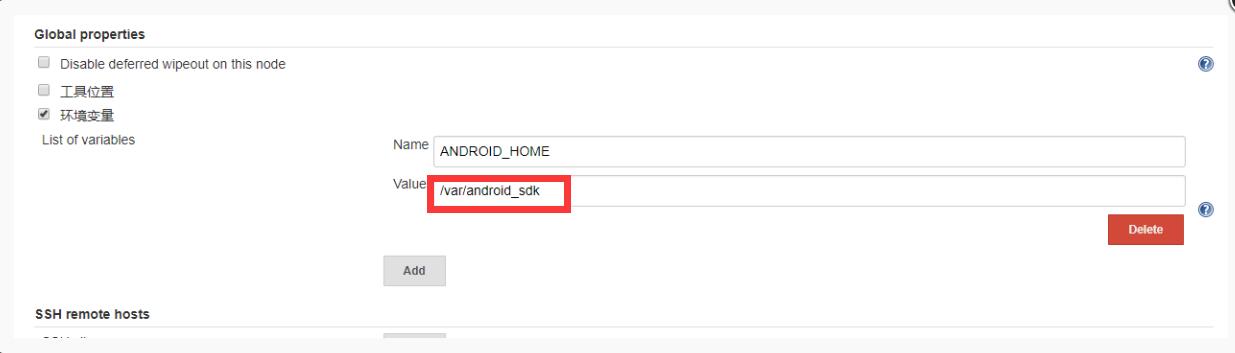 Global properties
Disable deferred wipeout on this node
工具位置
环境变量
List of variables
Name ANDROID_HOME
Value /var/android_sdk
Delete
Add
SSH remote hosts